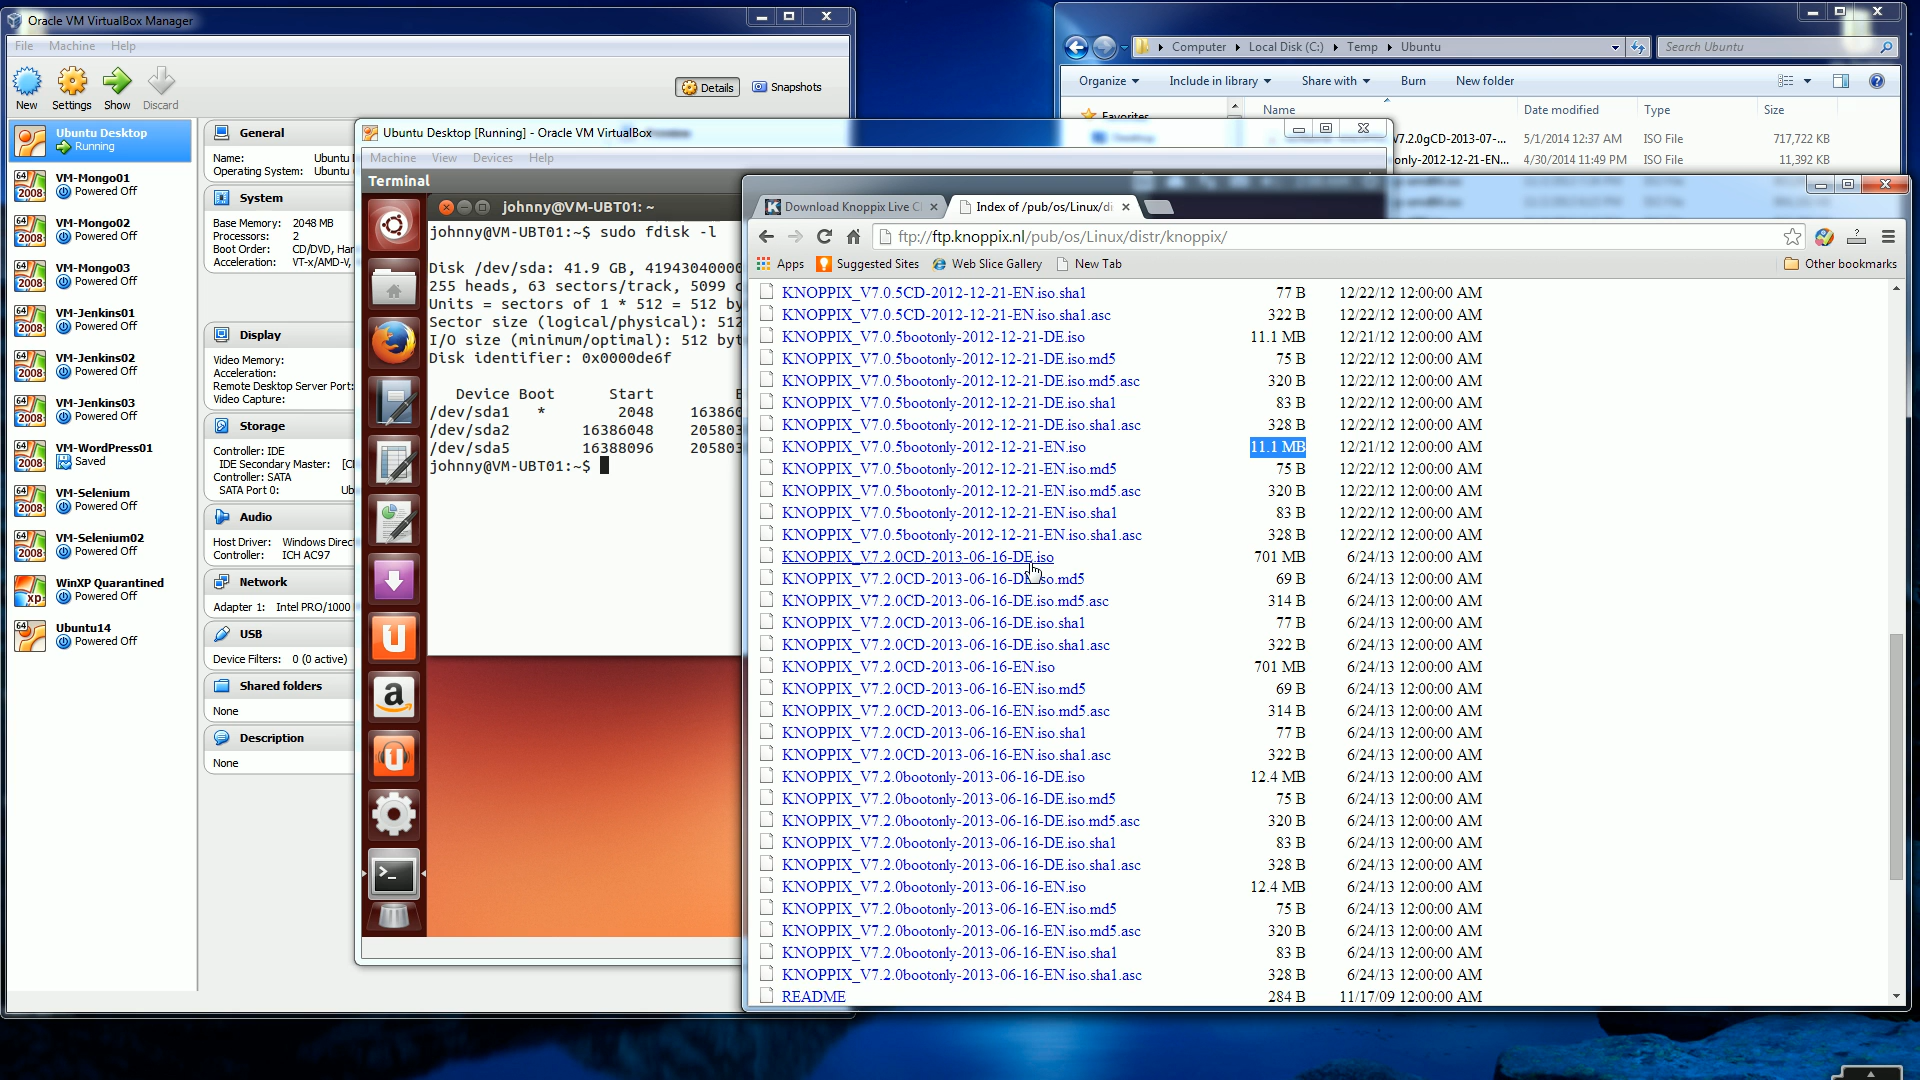 Oracle VM VirtualBox Manager
File Machine Help
New Settings Show Discard
Details Snapshots
Ubuntu Desktop
Running
VM-Mongo01
Powered Off
VM-Mongo02
Powered Off
VM-Mongo03
Powered Off
VM-Jenkins01
Powered Off
VM-Jenkins02
Powered Off
VM-Jenkins03
Powered Off
VM-WordPress01
Saved
VM-Selenium
Powered Off
VM-Selenium02
Powered Off
WinXP Quarantined
Powered Off
Ubuntu14
Powered Off
General
Name: Ubuntu
Operating System: Ubuntu
System
Base Memory: 2048 MB
Processors: 2
Boot Order: CD/DVD, Har
Acceleration: VT-x/AMD-V,
Display
Video Memory:
Acceleration:
Remote Desktop Server Port:
Video Capture:
Storage
Controller: IDE
IDE Secondary Master: [C
Controller: SATA
SATA Port 0: Ub
Audio
Host Driver: Windows Direc
Controller: ICH AC97
Network
Adapter 1: Intel PRO/1000
USB
Device Filters: 0 (0 active)
Shared folders
None
Description
None
Ubuntu Desktop [Running] - Oracle VM VirtualBox
Machine View Devices Help
Terminal
johnny@VM-UBT01: ~
johnny@VM-UBT01:~$ sudo fdisk -l
Disk /dev/sda: 41.9 GB, 41943040000
255 heads, 63 sectors/track, 5099 c
Units = sectors of 1 * 512 = 512 by
Sector size (logical/physical): 512
I/O size (minimum/optimal): 512 byt
Disk identifier: 0x0000de6f
Device Boot Start E
/dev/sda1 * 2048 163860
/dev/sda2 16386048 205803
/dev/sda5 16388096 205803
johnny@VM-UBT01:~$
Computer Local Disk (C:) Temp Ubuntu
Search Ubuntu
Organize Include in library Share with Burn New folder
Favorites
Name Date modified Type Size
V7.2.0gCD-2013-07-... 5/1/2014 12:37 AM ISO File 717,722 KB
only-2012-12-21-EN... 4/30/2014 11:49 PM ISO File 11,392 KB
Download Knoppix Live C
Index of /pub/os/Linux/di
ftp://ftp.knoppix.nl/pub/os/Linux/distr/knoppix/
Apps Suggested Sites Web Slice Gallery New Tab Other bookmarks
KNOPPIX_V7.0.5CD-2012-12-21-EN.iso.sha1 77 B 12/22/12 12:00:00 AM
KNOPPIX_V7.0.5CD-2012-12-21-EN.iso.sha1.asc 322 B 12/22/12 12:00:00 AM
KNOPPIX_V7.0.5bootonly-2012-12-21-DE.iso 11.1 MB 12/21/12 12:00:00 AM
KNOPPIX_V7.0.5bootonly-2012-12-21-DE.iso.md5 75 B 12/22/12 12:00:00 AM
KNOPPIX_V7.0.5bootonly-2012-12-21-DE.iso.md5.asc 320 B 12/22/12 12:00:00 AM
KNOPPIX_V7.0.5bootonly-2012-12-21-DE.iso.sha1 83 B 12/22/12 12:00:00 AM
KNOPPIX_V7.0.5bootonly-2012-12-21-DE.iso.sha1.asc 328 B 12/22/12 12:00:00 AM
KNOPPIX_V7.0.5bootonly-2012-12-21-EN.iso 11.1 MB 12/21/12 12:00:00 AM
KNOPPIX_V7.0.5bootonly-2012-12-21-EN.iso.md5 75 B 12/22/12 12:00:00 AM
KNOPPIX_V7.0.5bootonly-2012-12-21-EN.iso.md5.asc 320 B 12/22/12 12:00:00 AM
KNOPPIX_V7.0.5bootonly-2012-12-21-EN.iso.sha1 83 B 12/22/12 12:00:00 AM
KNOPPIX_V7.0.5bootonly-2012-12-21-EN.iso.sha1.asc 328 B 12/22/12 12:00:00 AM
KNOPPIX_V7.2.0CD-2013-06-16-DE.iso 701 MB 6/24/13 12:00:00 AM
KNOPPIX_V7.2.0CD-2013-06-16-DE.iso.md5 69 B 6/24/13 12:00:00 AM
KNOPPIX_V7.2.0CD-2013-06-16-DE.iso.md5.asc 314 B 6/24/13 12:00:00 AM
KNOPPIX_V7.2.0CD-2013-06-16-DE.iso.sha1 77 B 6/24/13 12:00:00 AM
KNOPPIX_V7.2.0CD-2013-06-16-DE.iso.sha1.asc 322 B 6/24/13 12:00:00 AM
KNOPPIX_V7.2.0CD-2013-06-16-EN.iso 701 MB 6/24/13 12:00:00 AM
KNOPPIX_V7.2.0CD-2013-06-16-EN.iso.md5 69 B 6/24/13 12:00:00 AM
KNOPPIX_V7.2.0CD-2013-06-16-EN.iso.md5.asc 314 B 6/24/13 12:00:00 AM
KNOPPIX_V7.2.0CD-2013-06-16-EN.iso.sha1 77 B 6/24/13 12:00:00 AM
KNOPPIX_V7.2.0CD-2013-06-16-EN.iso.sha1.asc 322 B 6/24/13 12:00:00 AM
KNOPPIX_V7.2.0bootonly-2013-06-16-DE.iso 12.4 MB 6/24/13 12:00:00 AM
KNOPPIX_V7.2.0bootonly-2013-06-16-DE.iso.md5 75 B 6/24/13 12:00:00 AM
KNOPPIX_V7.2.0bootonly-2013-06-16-DE.iso.md5.asc 320 B 6/24/13 12:00:00 AM
KNOPPIX_V7.2.0bootonly-2013-06-16-DE.iso.sha1 83 B 6/24/13 12:00:00 AM
KNOPPIX_V7.2.0bootonly-2013-06-16-DE.iso.sha1.asc 328 B 6/24/13 12:00:00 AM
KNOPPIX_V7.2.0bootonly-2013-06-16-EN.iso 12.4 MB 6/24/13 12:00:00 AM
KNOPPIX_V7.2.0bootonly-2013-06-16-EN.iso.md5 75 B 6/24/13 12:00:00 AM
KNOPPIX_V7.2.0bootonly-2013-06-16-EN.iso.md5.asc 320 B 6/24/13 12:00:00 AM
KNOPPIX_V7.2.0bootonly-2013-06-16-EN.iso.sha1 83 B 6/24/13 12:00:00 AM
KNOPPIX_V7.2.0bootonly-2013-06-16-EN.iso.sha1.asc 328 B 6/24/13 12:00:00 AM
README 284 B 11/17/09 12:00:00 AM